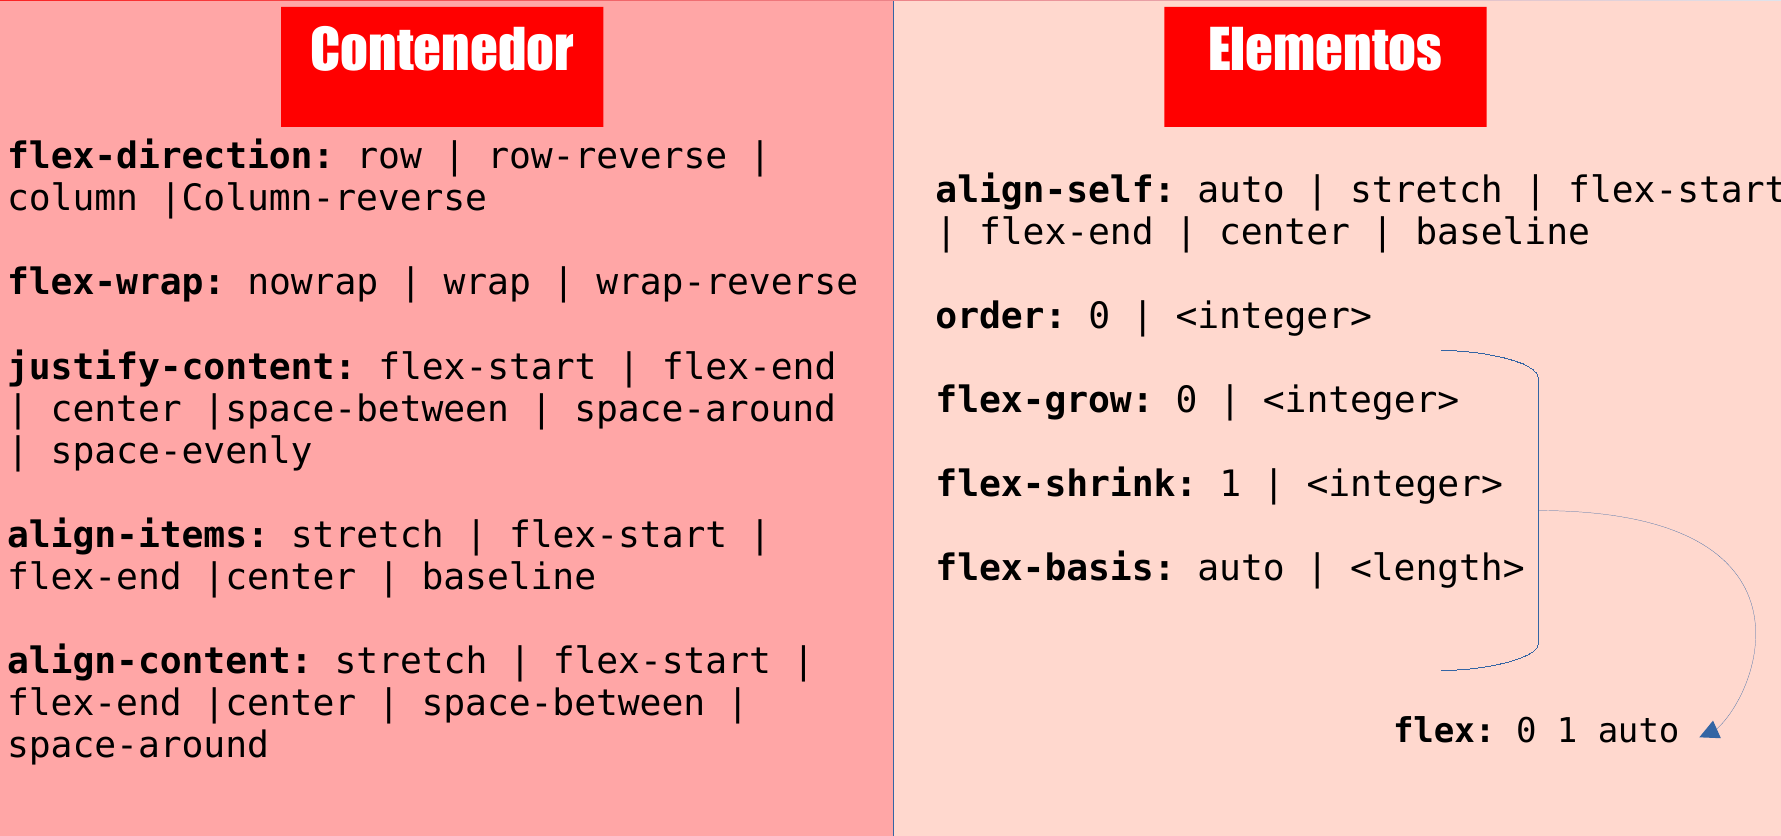 Contenedor
flex-direction: row | row-reverse |
column |Column-reverse
flex-wrap: nowrap | wrap | wrap-reverse
justify-content: flex-start | flex-end
| center |space-between | space-around
| space-evenly
align-items: stretch | flex-start |
flex-end |center | baseline
align-content: stretch | flex-start |
flex-end |center | space-between |
space-around
Elementos
align-self: auto | stretch | flex-start
| flex-end | center | baseline
order: 0 | <integer>
flex-grow: 0 | <integer>
flex-shrink: 1 | <integer>
flex-basis: auto | <length>
flex: 0 1 auto